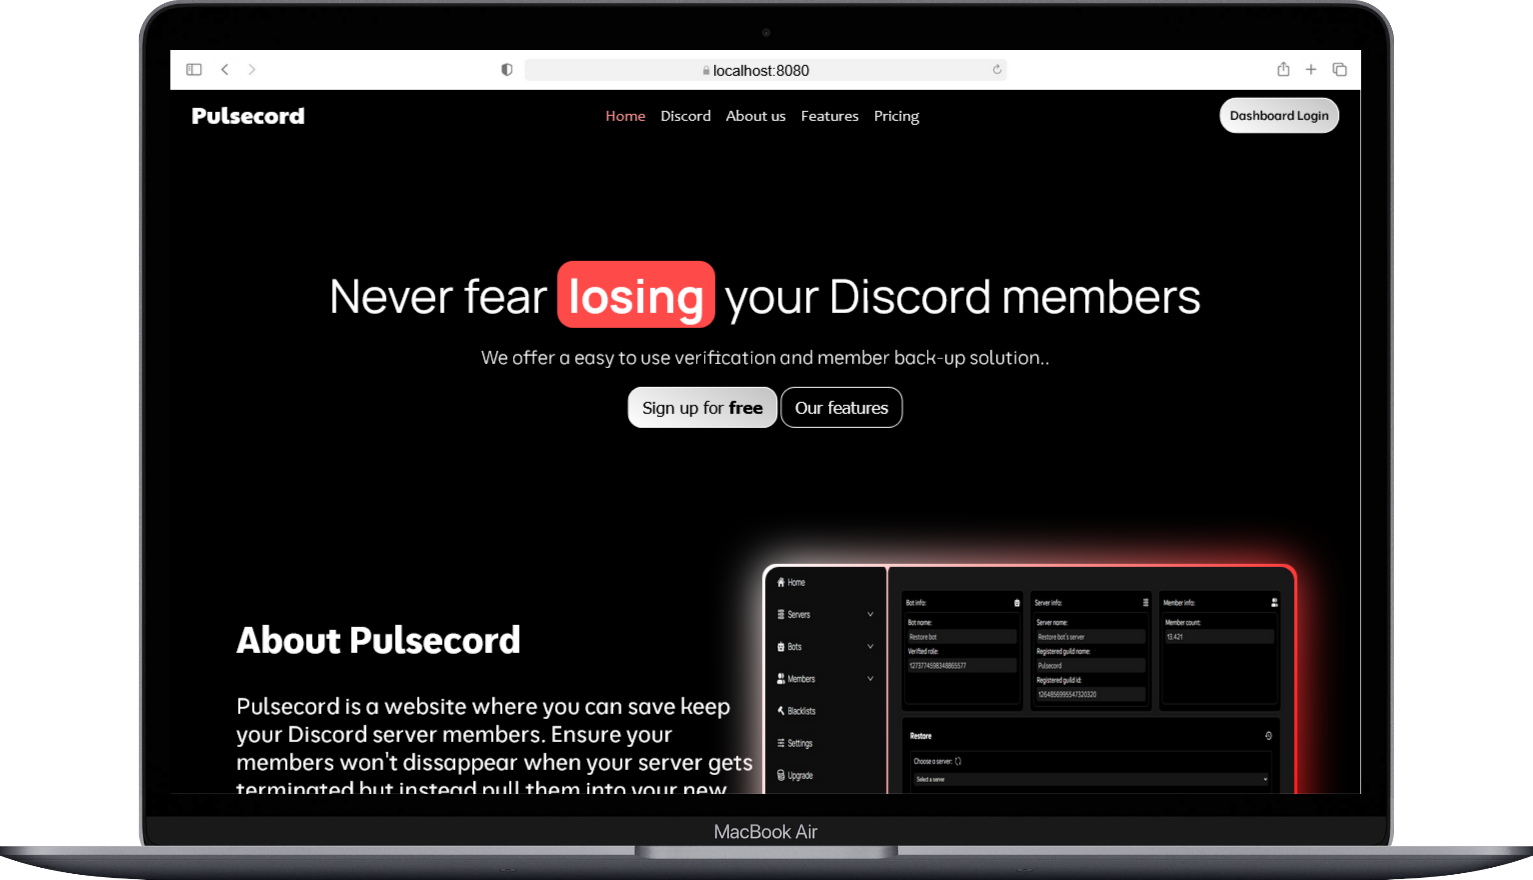 localhost:8080
Pulsecord
Home Discord About us Features Pricing
Dashboard Login
Never fear losing your Discord members
We offer a easy to use verification and member back-up solution..
Sign up for free
Our features
About Pulsecord
Pulsecord is a website where you can save keep
your Discord server members. Ensure your
members won't dissappear when your server gets
terminated but instead pull them into your new
Home
Servers
Bots
Members
Blacklists
Settings
Upgrade
Bot info:
Bot name:
Restore bot
Verified role:
1273774598348865577
Server info:
Server name:
Restore bot's server
Registered guild name:
Pulsecord
Registered guild id:
1264856995547320320
Member info:
Member count:
13,421
Restore
Choose a server:
Select a server
MacBook Air